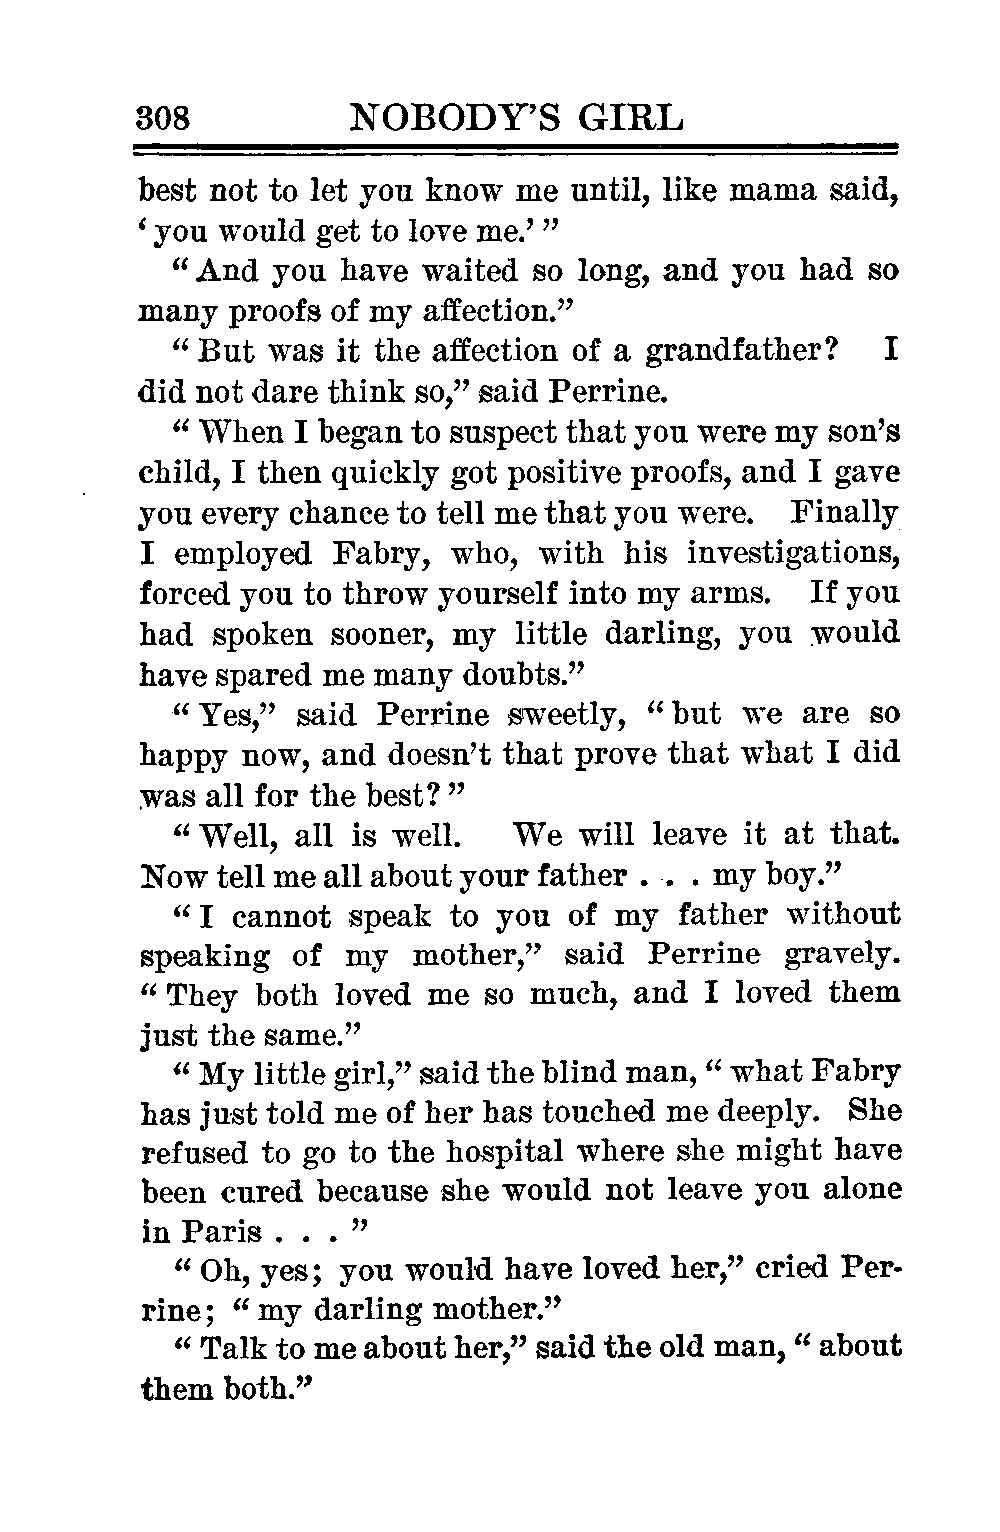 308 NOBODY'S GIRL
best not to let you know me until, like mama said,
‘ you would get to love me.’ ”
“ And you have waited so long, and you had so
many proofs of my affection.”
“ But was it the affection of a grandfather? I
did not dare think so,” said Perrine.
“ When I began to suspect that you were my son’s
child, I then quickly got positive proofs, and I gave
you every chance to tell me that you were. Finally
I employed Fabry, who, with his investigations,
forced you to throw yourself into my arms. If you
had spoken sooner, my little darling, you would
have spared me many doubts.”
“ Yes,” said Perrine sweetly, “ but we are so
happy now, and doesn’t that prove that what I did
was all for the best? ”
“ Well, all is well. We will leave it at that.
Now tell me all about your father . . . my boy.”
“ I cannot speak to you of my father without
speaking of my mother,” said Perrine gravely.
“ They both loved me so much, and I loved them
just the same.”
“ My little girl,” said the blind man, “ what Fabry
has just told me of her has touched me deeply. She
refused to go to the hospital where she might have
been cured because she would not leave you alone
in Paris . . . ”
“ Oh, yes; you would have loved her,” cried Per-
rine; “ my darling mother.”
“ Talk to me about her,” said the old man, “ about
them both.”